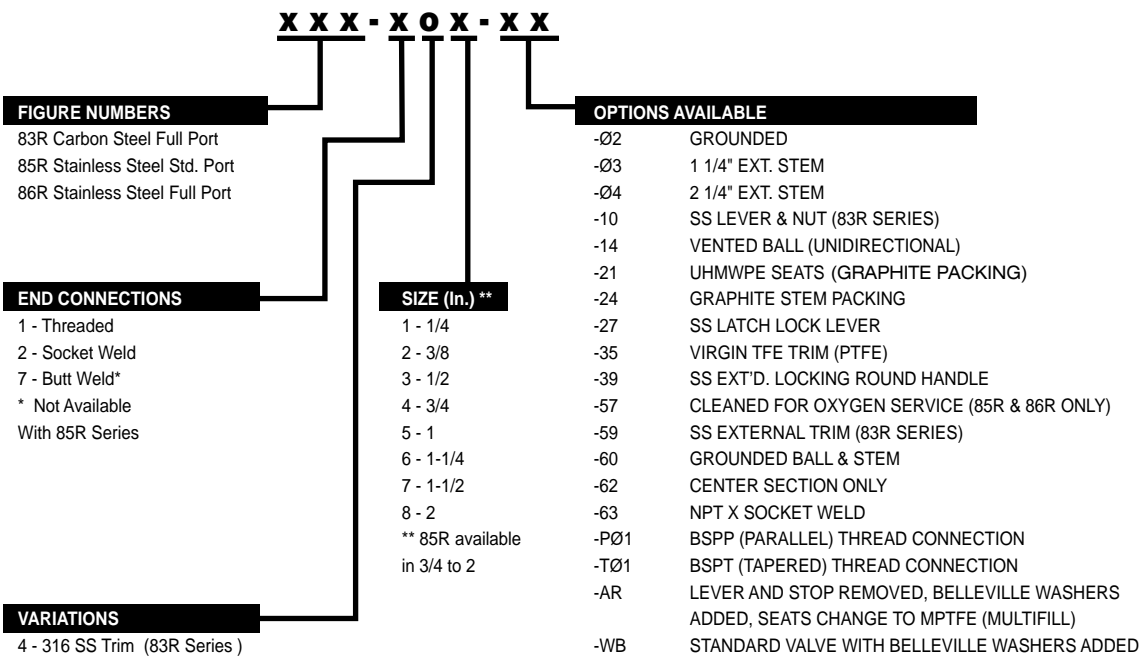 X X X - X 0 X - X X
FIGURE NUMBERS
83R Carbon Steel Full Port
85R Stainless Steel Std. Port
86R Stainless Steel Full Port
END CONNECTIONS
1 - Threaded
2 - Socket Weld
7 - Butt Weld*
* Not Available
With 85R Series
VARIATIONS
4 - 316 SS Trim (83R Series )
SIZE (In.) **
1 - 1/4
2 - 3/8
3 - 1/2
4 - 3/4
5 - 1
6 - 1-1/4
7 - 1-1/2
8 - 2
** 85R available
in 3/4 to 2
OPTIONS AVAILABLE
-Ø2 GROUNDED
-Ø3 1 1/4" EXT. STEM
-Ø4 2 1/4" EXT. STEM
-10 SS LEVER & NUT (83R SERIES)
-14 VENTED BALL (UNIDIRECTIONAL)
-21 UHMWPE SEATS (GRAPHITE PACKING)
-24 GRAPHITE STEM PACKING
-27 SS LATCH LOCK LEVER
-35 VIRGIN TFE TRIM (PTFE)
-39 SS EXT'D. LOCKING ROUND HANDLE
-57 CLEANED FOR OXYGEN SERVICE (85R & 86R ONLY)
-59 SS EXTERNAL TRIM (83R SERIES)
-60 GROUNDED BALL & STEM
-62 CENTER SECTION ONLY
-63 NPT X SOCKET WELD
-PØ1 BSPP (PARALLEL) THREAD CONNECTION
-TØ1 BSPT (TAPERED) THREAD CONNECTION
-AR LEVER AND STOP REMOVED, BELLEVILLE WASHERS
ADDED, SEATS CHANGE TO MPTFE (MULTIFILL)
-WB STANDARD VALVE WITH BELLEVILLE WASHERS ADDED